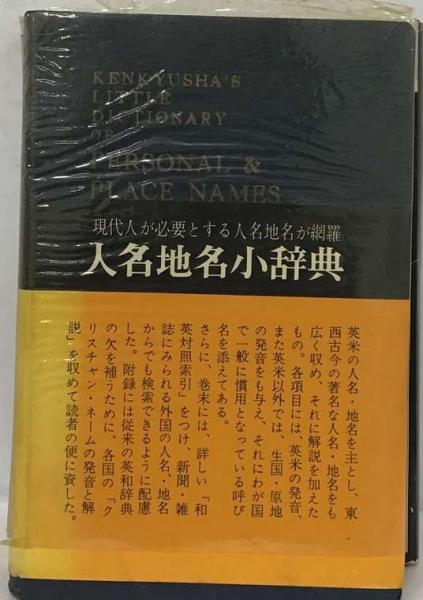 KENKYUSHA'S
LITTLE
DICTIONARY
OF
PERSONAL &
PLACE NAMES
現代人が必要とする人名地名が網羅
人名地名小辞典
英米の人名・地名を主とし、東
西古今の著名な人名・地名をも
広く収め、それに解説を加えた
もの。各項目には、英米の発音、
また英米以外では、生国・原地
の発音をも与え、それにわが国
で一般に慣用となっている呼び
名を添えてある。
さらに、巻末には、詳しい「和
英対照索引」をつけ、新聞・雑
誌にみられる外国の人名・地名
からでも検索できるように配慮
した。附録には従来の英和辞典
の欠を補うために、各国の「ク
リスチャン・ネームの発音と解
説」を収めて読者の便に資した。